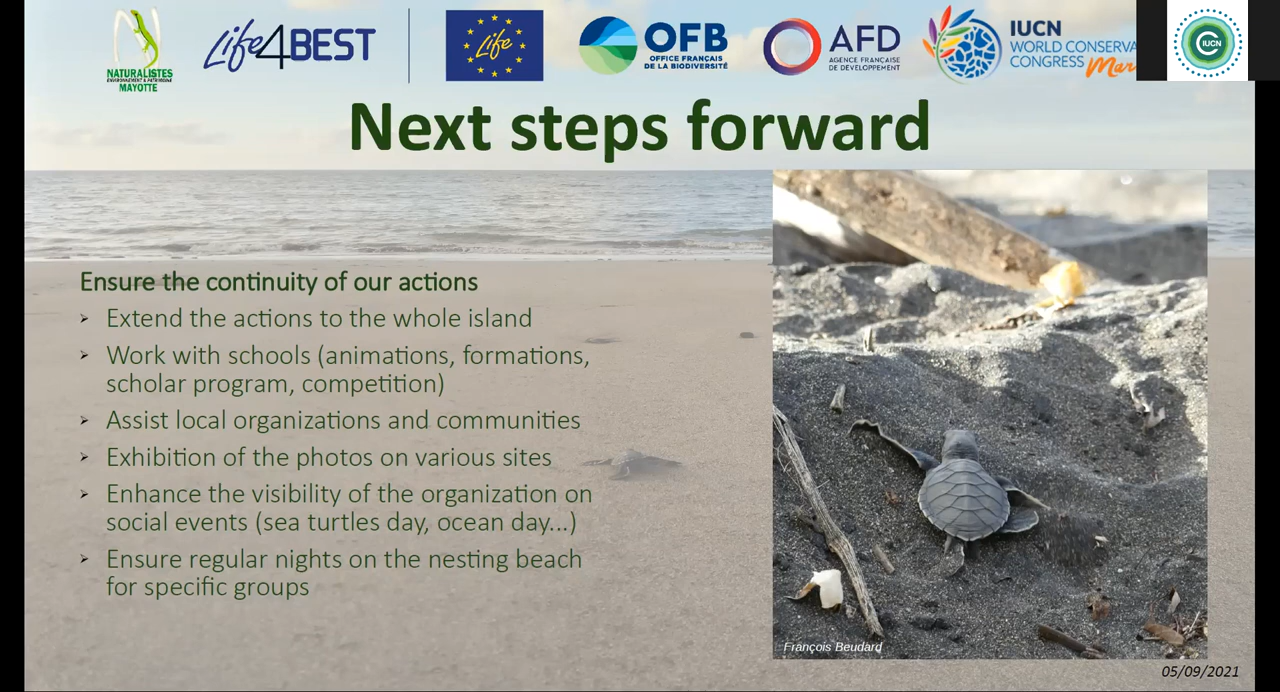 NATURALISTES
ENVIRONNEMENT & PATRIMOINE
MAYOTTE
Life4BEST
Life
OFB
OFFICE FRANÇAIS
DE LA BIODIVERSITÉ
AFD
AGENCE FRANÇAISE
DE DÉVELOPPEMENT
IUCN
WORLD CONSERVA
CONGRESS Mar
IUCN
Next steps forward
Ensure the continuity of our actions
Extend the actions to the whole island
Work with schools (animations, formations,
scholar program, competition)
Assist local organizations and communities
Exhibition of the photos on various sites
Enhance the visibility of the organization on
social events (sea turtles day, ocean day...)
Ensure regular nights on the nesting beach
for specific groups
François Beudard
05/09/2021